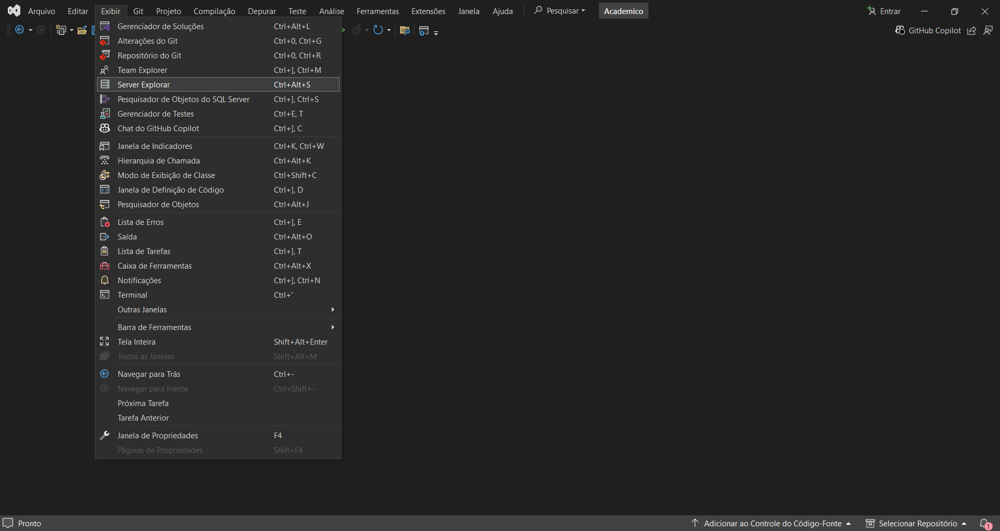 Arquivo Editar Exibir Git Projeto Compilação Depurar Teste Análise Ferramentas Extensões Janela Ajuda Pesquisar Academico Entrar
GitHub Copilot
Gerenciador de Soluções Ctrl+Alt+L
Alterações do Git Ctrl+0, Ctrl+G
Repositório do Git Ctrl+0, Ctrl+R
Team Explorer Ctrl+], Ctrl+M
Server Explorar Ctrl+Alt+S
Pesquisador de Objetos do SQL Server Ctrl+], Ctrl+S
Gerenciador de Testes Ctrl+E, T
Chat do GitHub Copilot Ctrl+], C
Janela de Indicadores Ctrl+K, Ctrl+W
Hierarquia de Chamada Ctrl+Alt+K
Modo de Exibição de Classe Ctrl+Shift+C
Janela de Definição de Código Ctrl+], D
Pesquisador de Objetos Ctrl+Alt+J
Lista de Erros Ctrl+], E
Saída Ctrl+Alt+O
Lista de Tarefas Ctrl+], T
Caixa de Ferramentas Ctrl+Alt+X
Notificações Ctrl+], Ctrl+N
Terminal Ctrl+'
Outras Janelas
Barra de Ferramentas
Tela Inteira Shift+Alt+Enter
Todas as Janelas Shift+Alt+M
Navegar para Trás Ctrl+-
Navegar para Frente Ctrl+Shift+-
Próxima Tarefa
Tarefa Anterior
Janela de Propriedades F4
Páginas de Propriedades Shift+F4
Pronto Adicionar ao Controle do Código-Fonte Selecionar Repositório 1